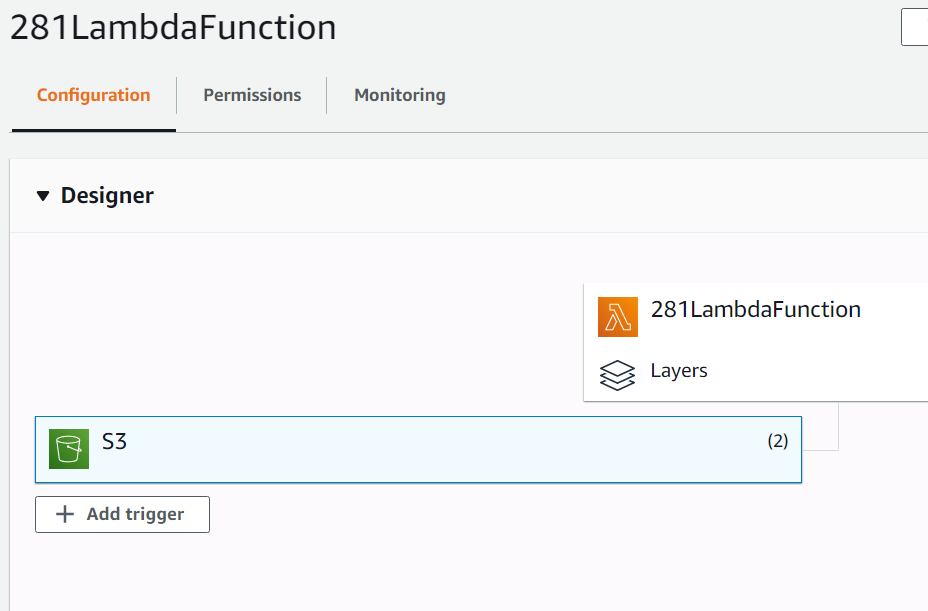 281LambdaFunction
Configuration
Permissions
Monitoring
Designer
281LambdaFunction
Layers
S3
(2)
Add trigger